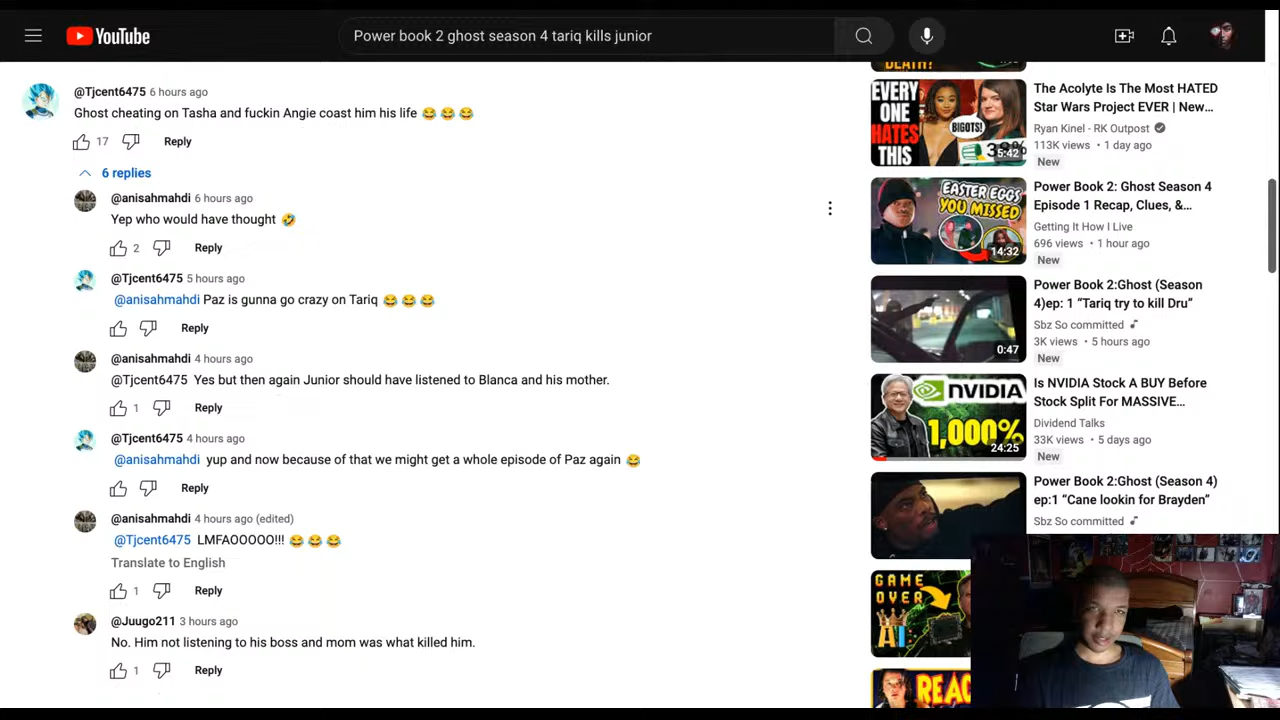 YouTube
Power book 2 ghost season 4 tariq kills junior
@Tjcent6475 6 hours ago
Ghost cheating on Tasha and fuckin Angie coast him his life 😂 😂 😂
17 Reply
6 replies
@anisahmahdi 6 hours ago
Yep who would have thought 🤣
2 Reply
@Tjcent6475 5 hours ago
@anisahmahdi Paz is gunna go crazy on Tariq 😂 😂 😂
Reply
@anisahmahdi 4 hours ago
@Tjcent6475 Yes but then again Junior should have listened to Blanca and his mother.
1 Reply
@Tjcent6475 4 hours ago
@anisahmahdi yup and now because of that we might get a whole episode of Paz again 😂
Reply
@anisahmahdi 4 hours ago (edited)
@Tjcent6475 LMFAOOOOO!!! 😂 😂 😂
Translate to English
1 Reply
@Juugo211 3 hours ago
No. Him not listening to his boss and mom was what killed him.
1 Reply
DEATH?
EVERY
ONE
HATES
THIS
BIGOTS!
15:42
The Acolyte Is The Most HATED
Star Wars Project EVER | New...
Ryan Kinel - RK Outpost
113K views • 1 day ago
New
EASTER EGGS
YOU MISSED
14:32
Power Book 2: Ghost Season 4
Episode 1 Recap, Clues, &...
Getting It How I Live
696 views • 1 hour ago
New
0:47
Power Book 2:Ghost (Season
4)ep: 1 “Tariq try to kill Dru”
Sbz So committed
3K views • 5 hours ago
New
NVIDIA
1,000%
24:25
Is NVIDIA Stock A BUY Before
Stock Split For MASSIVE...
Dividend Talks
33K views • 5 days ago
New
Power Book 2:Ghost (Season 4)
ep:1 “Cane lookin for Brayden”
Sbz So committed
GAME
OVER
AI
REAC